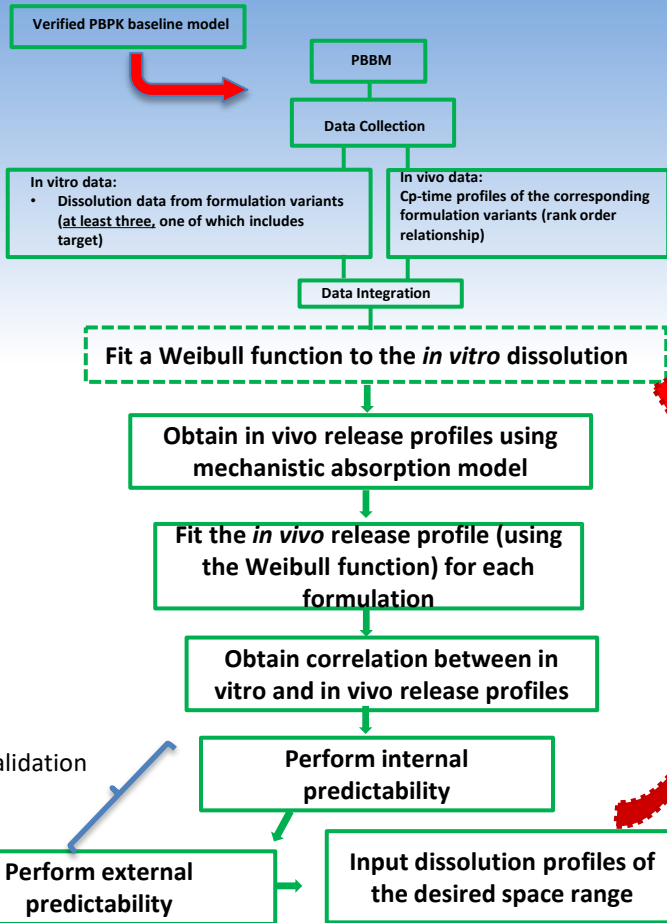 Verified PBPK baseline model
PBBM
Data Collection
In vitro data:
• Dissolution data from formulation variants
(at least three, one of which includes
target)
In vivo data:
Cp-time profiles of the corresponding
formulation variants (rank order
relationship)
Data Integration
Fit a Weibull function to the in vitro dissolution
Obtain in vivo release profiles using
mechanistic absorption model
Fit the in vivo release profile (using
the Weibull function) for each
formulation
Obtain correlation between in
vitro and in vivo release profiles
alidation
Perform internal
predictability
Perform external
predictability
Input dissolution profiles of
the desired space range